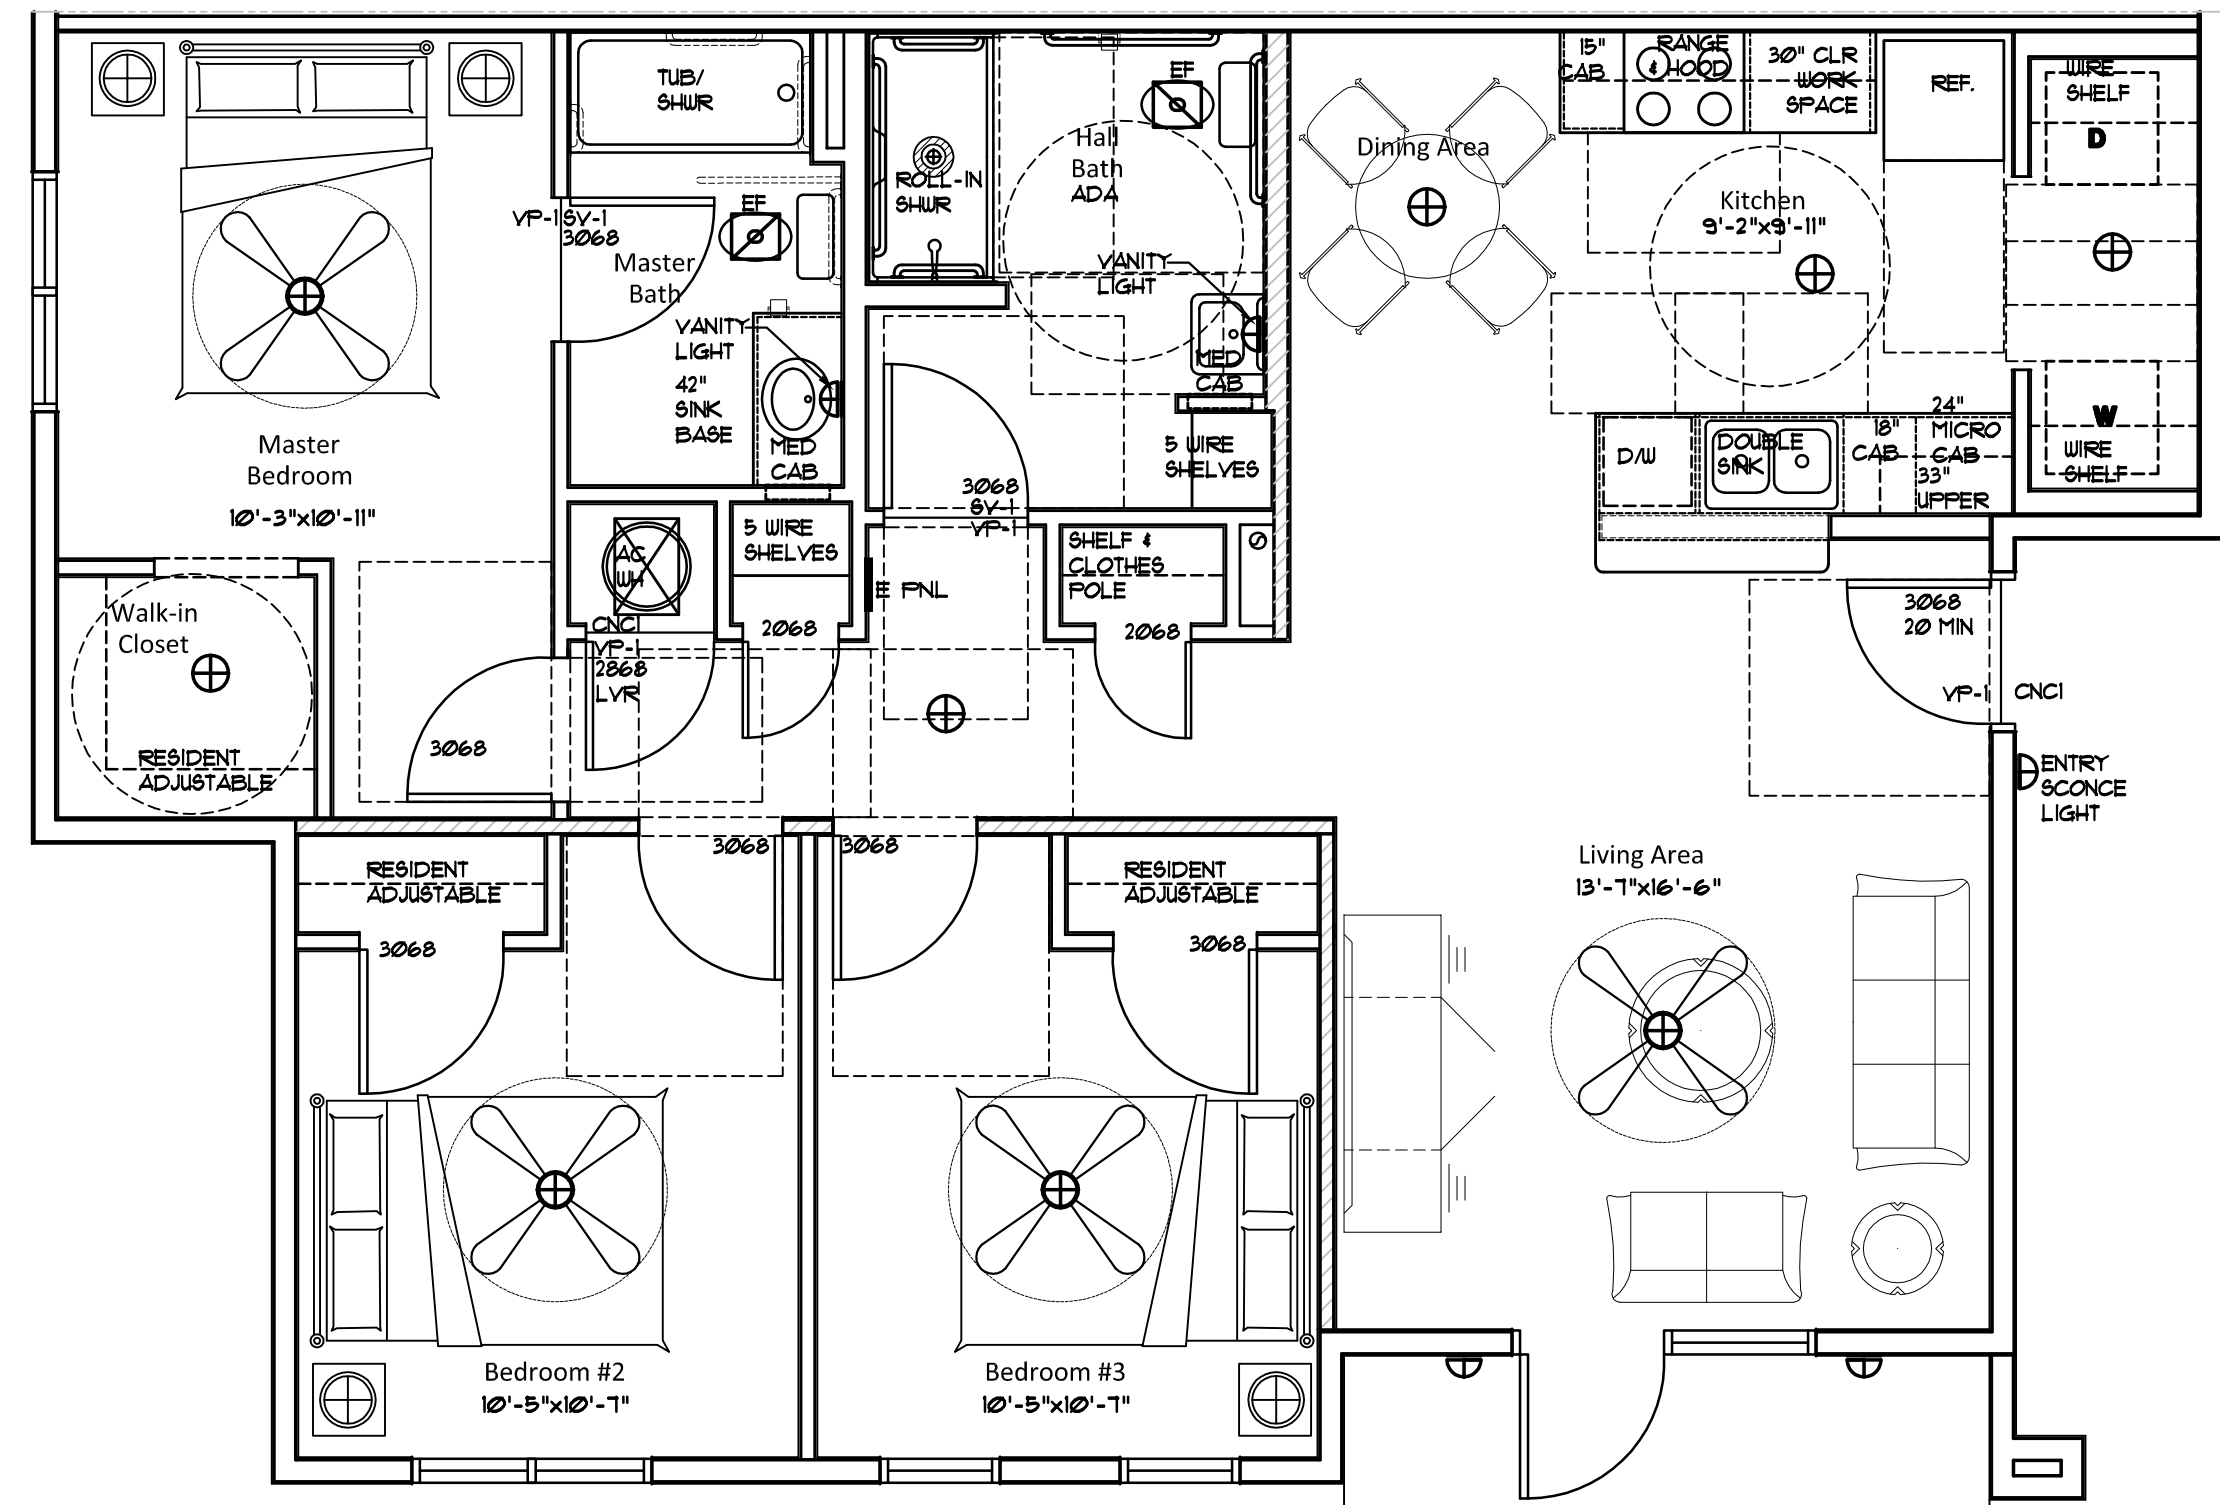 TUB/
SHWR
EF
VP-1
SV-1
3068
Master
Bath
VANITY
LIGHT
42"
SINK
BASE
MED
CAB
Master
Bedroom
10'-3"x10'-11"
Walk-in
Closet
RESIDENT
ADJUSTABLE
3068
AC
WH
CNC1
VP-1
2868
LVR
5 WIRE
SHELVES
2068
E PNL
ROLL-IN
SHWR
Hall
Bath
ADA
EF
VANITY
LIGHT
MED
CAB
5 WIRE
SHELVES
3068
SV-1
VP-1
SHELF &
CLOTHES
POLE
2068
S
Dining Area
15"
CAB
RANGE
& HOOD
30" CLR
WORK
SPACE
REF.
Kitchen
9'-2"x9'-11"
WIRE
SHELF
D
W
WIRE
SHELF
D/W
DOUBLE
SINK
18"
CAB
24"
MICRO
CAB
33"
UPPER
3068
20 MIN
VP-1
CNC1
ENTRY
SCONCE
LIGHT
Living Area
13'-7"x16'-6"
RESIDENT
ADJUSTABLE
3068
3068
3068
RESIDENT
ADJUSTABLE
3068
Bedroom #2
10'-5"x10'-7"
Bedroom #3
10'-5"x10'-7"